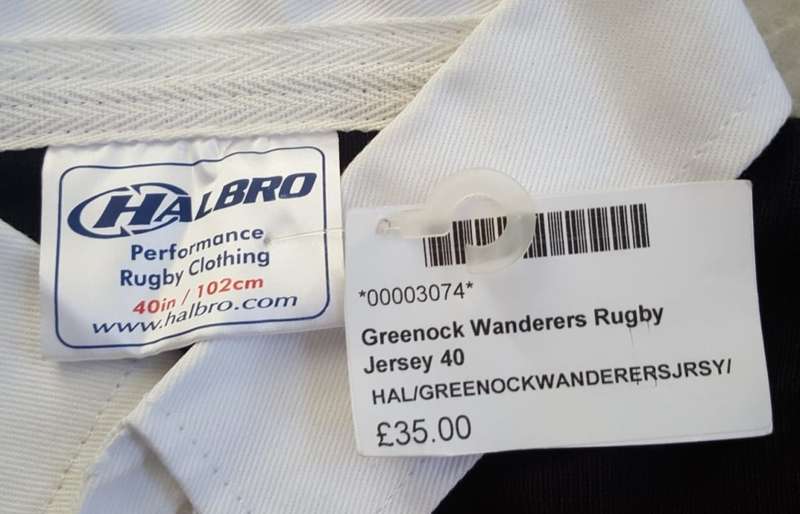 HALBRO
Performance
Rugby Clothing
40in / 102cm
www.halbro.com
*00003074*
Greenock Wanderers Rugby
Jersey 40
HAL/GREENOCKWANDERERSJRSY/
£35.00